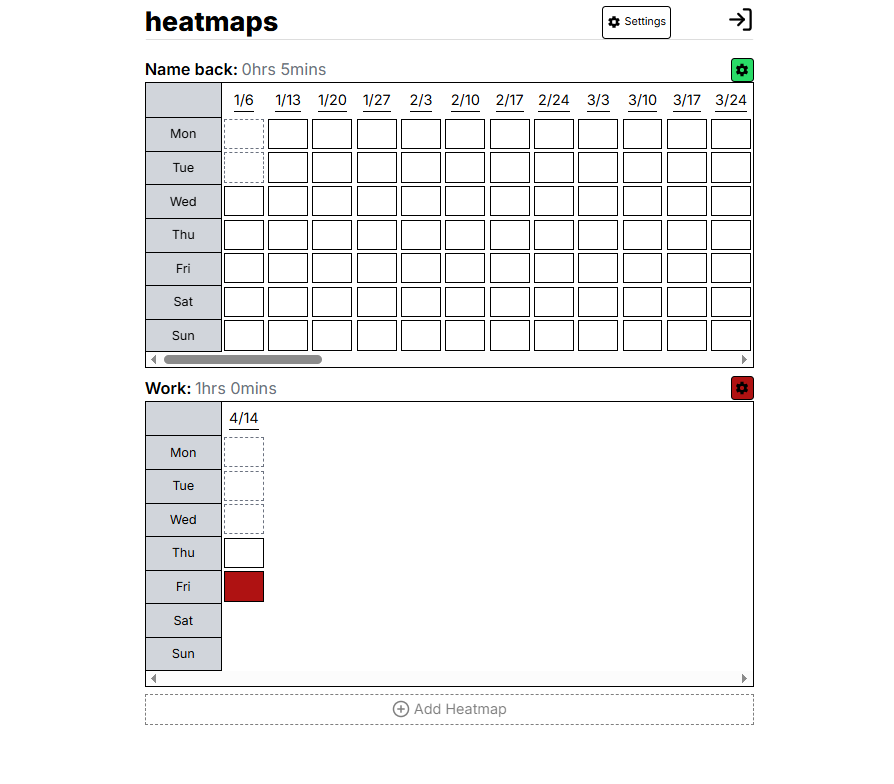 heatmaps
Settings
Name back: 0hrs 5mins
1/6 1/13 1/20 1/27 2/3 2/10 2/17 2/24 3/3 3/10 3/17 3/24
Mon
Tue
Wed
Thu
Fri
Sat
Sun
Work: 1hrs 0mins
4/14
Mon
Tue
Wed
Thu
Fri
Sat
Sun
Add Heatmap